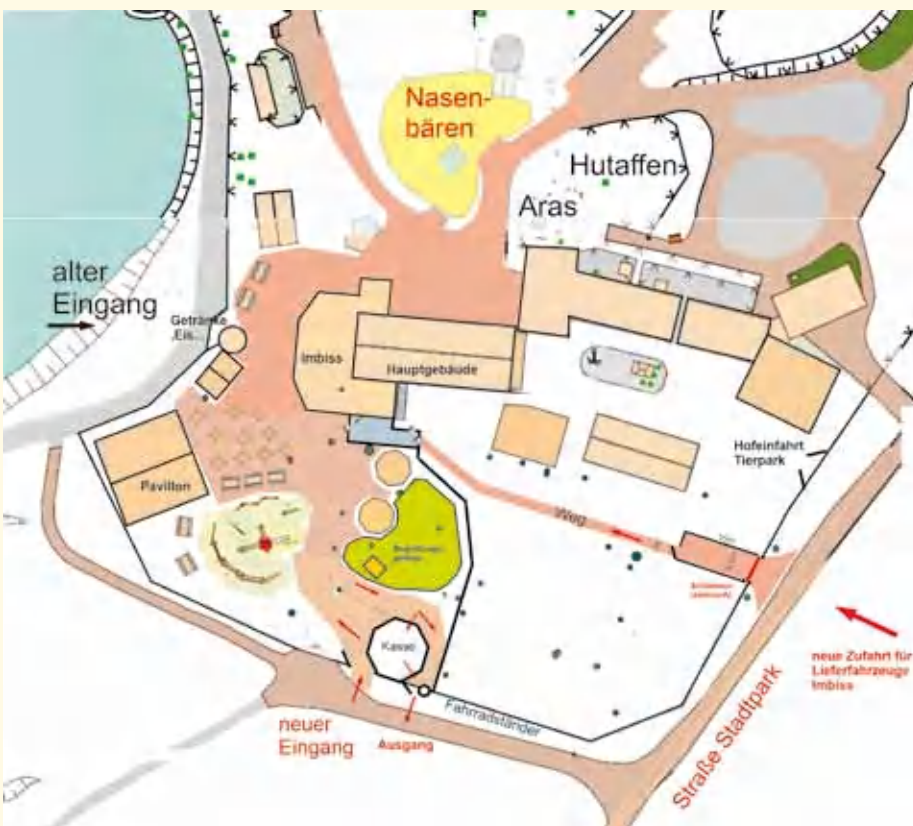 Nasen-
bären
Hutaffen
Aras
alter
Eingang
Getränke
,Eis...
Imbiss
Hauptgebäude
Hofeinfahrt
Tierpark
Pavillon
Weg
Kasse
neue Zufahrt für
Lieferfahrzeuge
Imbiss
Fahrradständer
neuer
Eingang
Ausgang
Straße Stadtpark